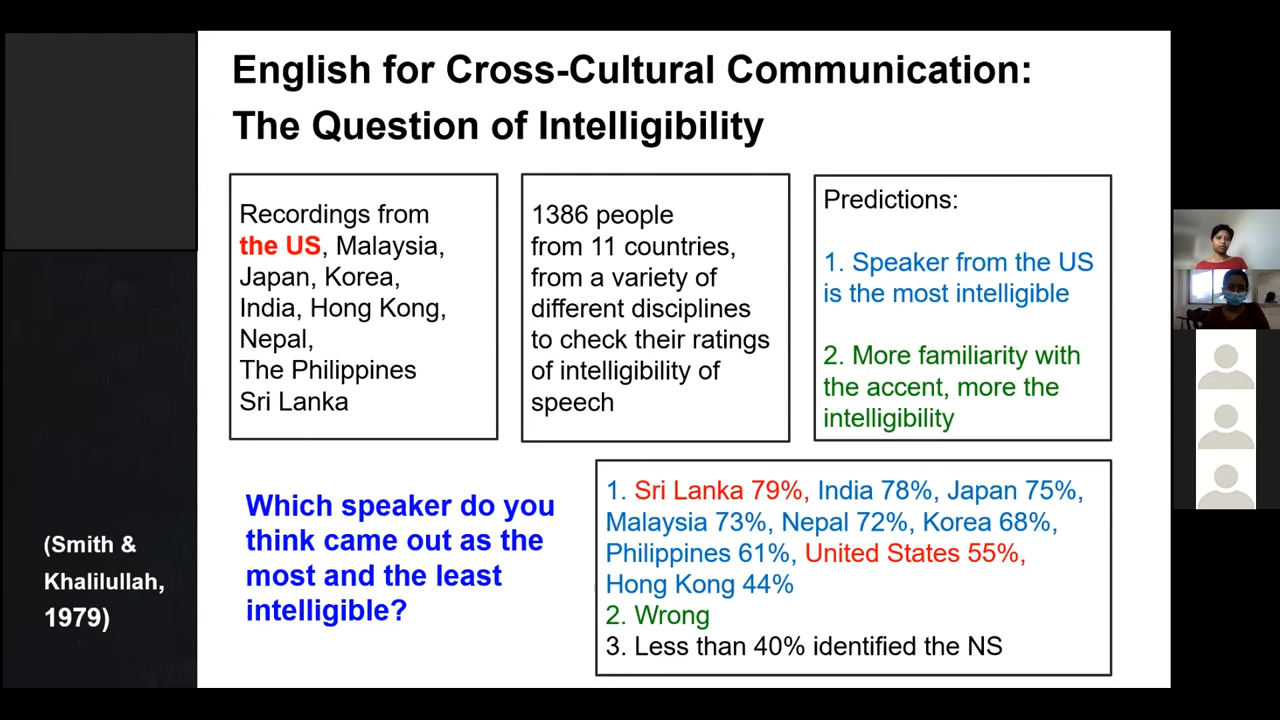 English for Cross-Cultural Communication:
The Question of Intelligibility
Recordings from
the US, Malaysia,
Japan, Korea,
India, Hong Kong,
Nepal,
The Philippines
Sri Lanka
1386 people
from 11 countries,
from a variety of
different disciplines
to check their ratings
of intelligibility of
speech
Predictions:
1. Speaker from the US
is the most intelligible
2. More familiarity with
the accent, more the
intelligibility
Which speaker do you
think came out as the
most and the least
intelligible?
1. Sri Lanka 79%, India 78%, Japan 75%,
Malaysia 73%, Nepal 72%, Korea 68%,
Philippines 61%, United States 55%,
Hong Kong 44%
2. Wrong
3. Less than 40% identified the NS
(Smith &
Khalilullah,
1979)